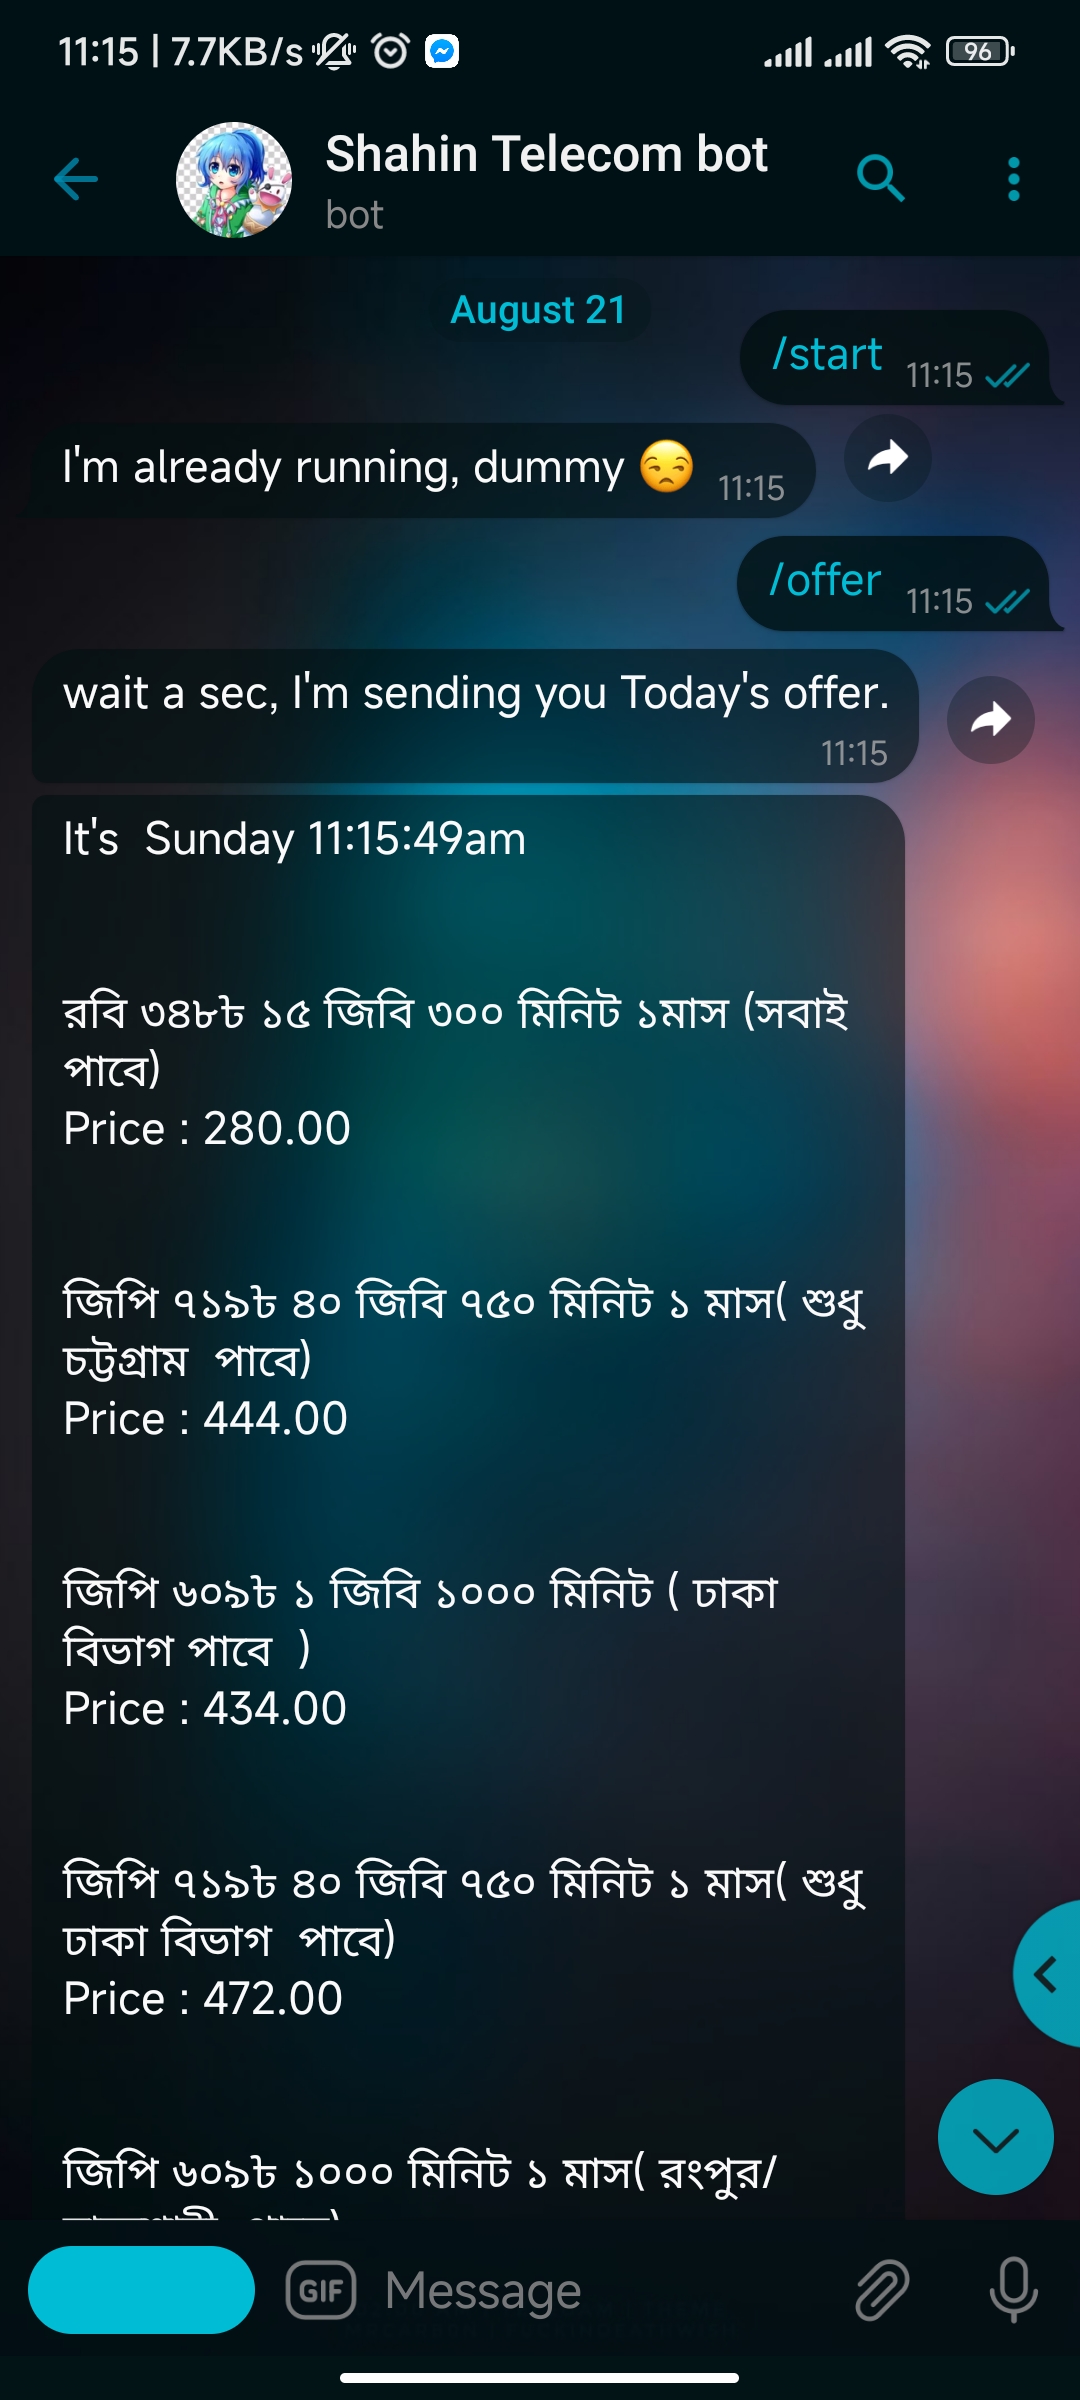 11:15 | 7.7KB/s
96
Shahin Telecom bot
bot
August 21
/start 11:15
I'm already running, dummy 😒 11:15
/offer 11:15
wait a sec, I'm sending you Today's offer.
11:15
It's  Sunday 11:15:49am
রবি ৩৪৮৳ ১৫ জিবি ৩০০ মিনিট ১মাস (সবাই
পাবে)
Price : 280.00
জিপি ৭১৯৳ ৪০ জিবি ৭৫০ মিনিট ১ মাস( শুধু
চট্টগ্রাম  পাবে)
Price : 444.00
জিপি ৬০৯৳ ১ জিবি ১০০০ মিনিট ( ঢাকা
বিভাগ পাবে  )
Price : 434.00
জিপি ৭১৯৳ ৪০ জিবি ৭৫০ মিনিট ১ মাস( শুধু
ঢাকা বিভাগ  পাবে)
Price : 472.00
জিপি ৬০৯৳ ১০০০ মিনিট ১ মাস( রংপুর/
GIF Message